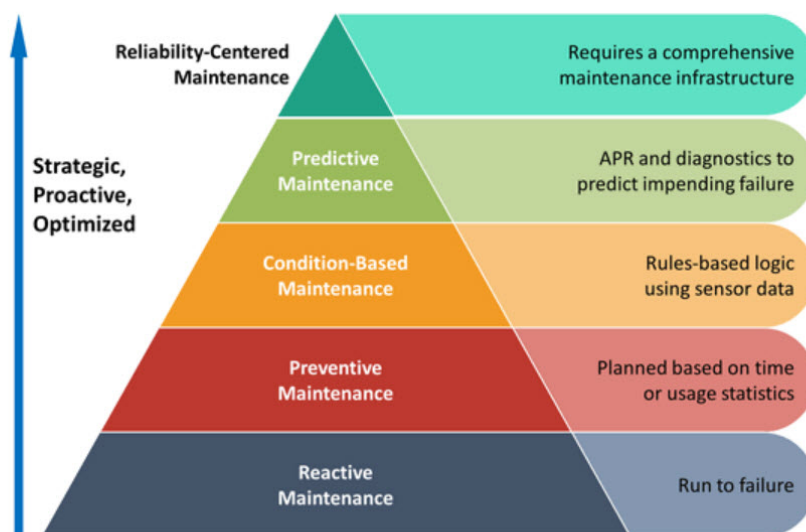 Reliability-Centered
Maintenance
Requires a comprehensive
maintenance infrastructure
Strategic,
Proactive,
Optimized
Predictive
Maintenance
APR and diagnostics to
predict impending failure
Condition-Based
Maintenance
Rules-based logic
using sensor data
Preventive
Maintenance
Planned based on time
or usage statistics
Reactive
Maintenance
Run to failure